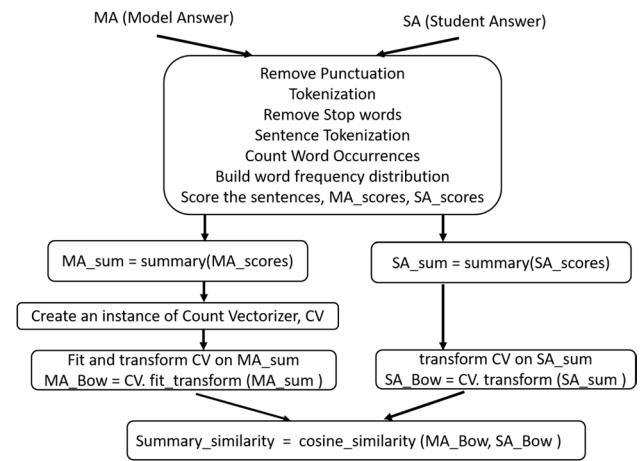 MA (Model Answer)
SA (Student Answer)
Remove Punctuation
Tokenization
Remove Stop words
Sentence Tokenization
Count Word Occurrences
Build word frequency distribution
Score the sentences, MA_scores, SA_scores
MA_sum = summary(MA_scores)
SA_sum = summary(SA_scores)
Create an instance of Count Vectorizer, CV
Fit and transform CV on MA_sum
MA_Bow = CV. fit_transform (MA_sum )
transform CV on SA_sum
SA_Bow = CV. transform (SA_sum )
Summary_similarity = cosine_similarity (MA_Bow, SA_Bow )